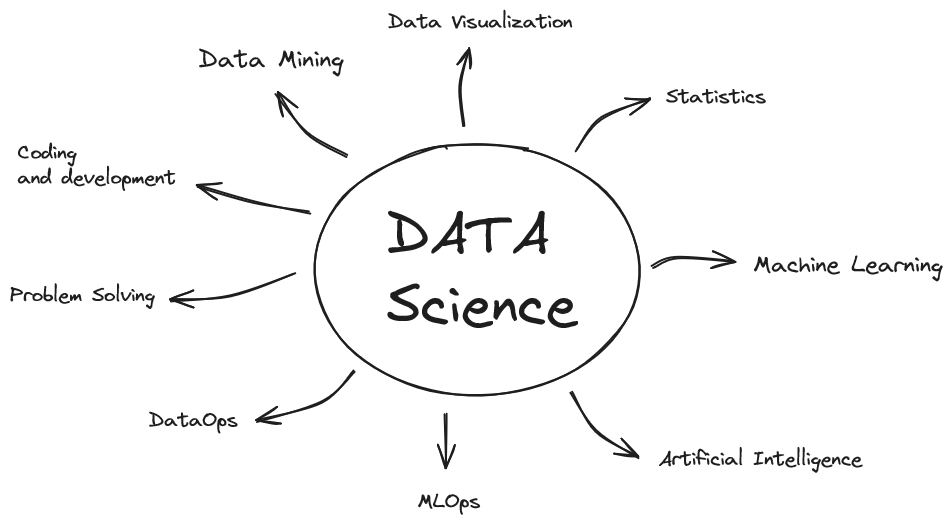 Data Visualization
Data Mining
Statistics
Coding
and development
DATA
Science
Machine Learning
Problem Solving
DataOps
Artificial Intelligence
MLOps